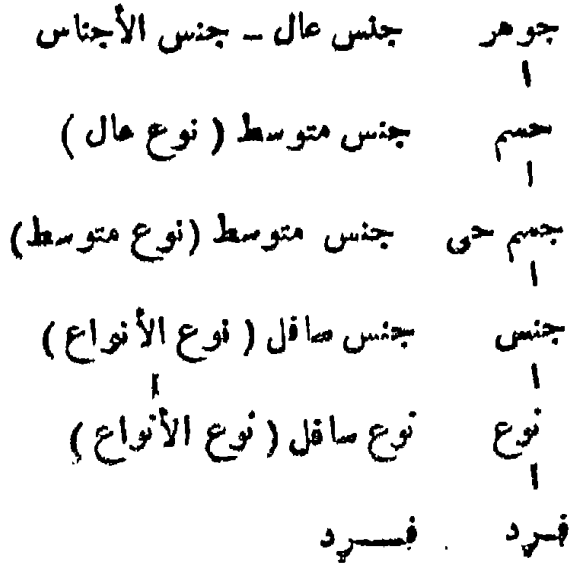 جوهر جنس عال - جنس الأجناس
جسم جنس متوسط ( نوع عال )
جسم حى جنس متوسط (نوع متوسط)
جنس جنس سافل ( نوع الأنواع )
نوع نوع سافل ( نوع الأنواع )
فرد فرد